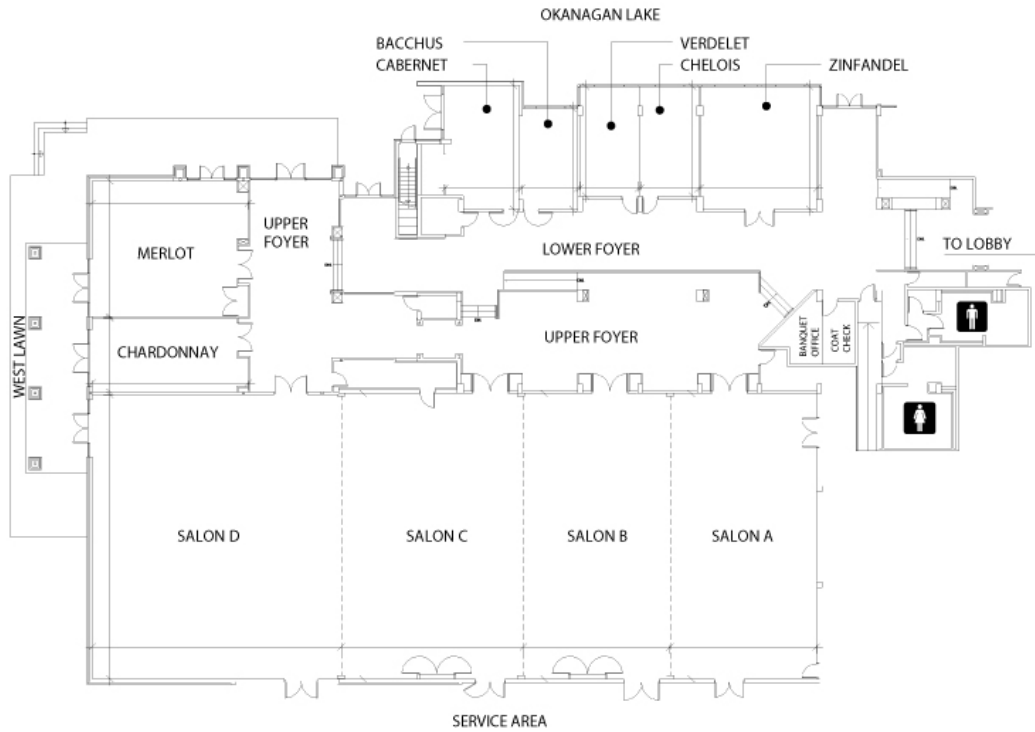 OKANAGAN LAKE
BACCHUS
CABERNET
VERDELET
CHELOIS
ZINFANDEL
UPPER
FOYER
MERLOT
LOWER FOYER
TO LOBBY
WEST LAWN
CHARDONNAY
UPPER FOYER
BANQUET
OFFICE
COAT
CHECK
SALON D
SALON C
SALON B
SALON A
SERVICE AREA